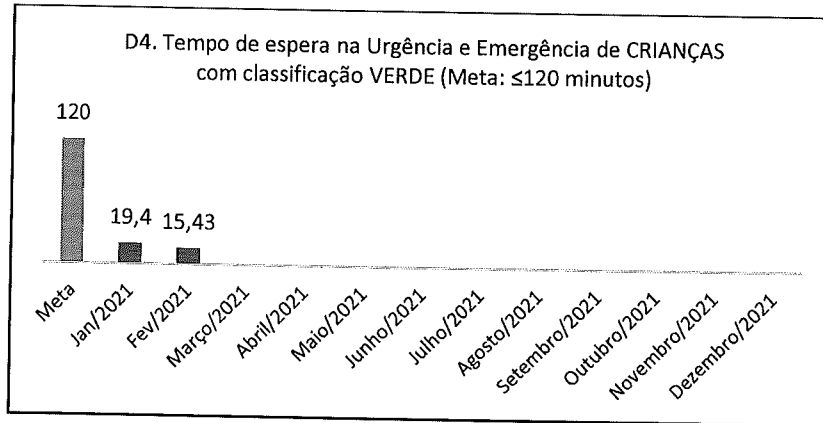 D4. Tempo de espera na Urgência e Emergência de CRIANÇAS
com classificação VERDE (Meta: ≤120 minutos)
120
19,4
15,43
Meta
Jan/2021
Fev/2021
Março/2021
Abril/2021
Maio/2021
Junho/2021
Julho/2021
Agosto/2021
Setembro/2021
Outubro/2021
Novembro/2021
Dezembro/2021